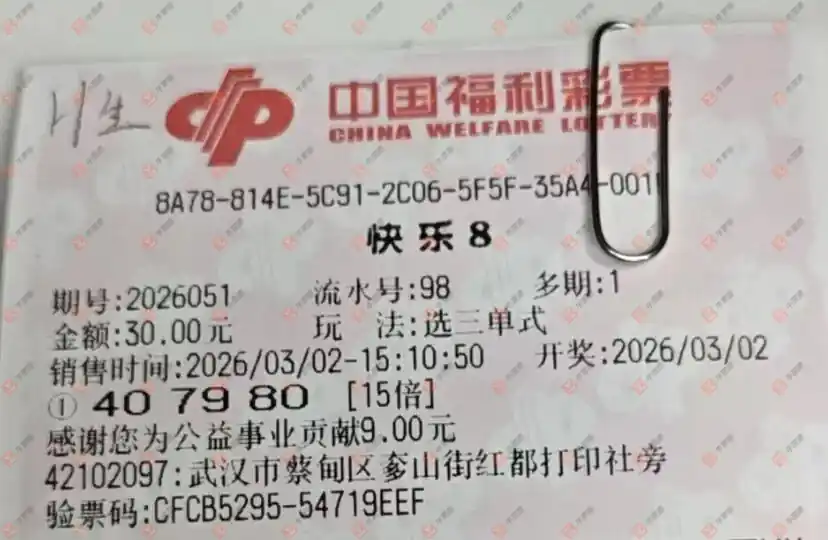 中国福利彩票
CHINA WELFARE LOTTERY
8A78-814E-5C91-2C06-5F5F-35A4-001
快乐8
期号:2026051 流水号:98 多期:1
金额:30.00元 玩 法:选三单式
销售时间:2026/03/02-15:10:50 开奖:2026/03/02
① 40 79 80 [15倍]
感谢您为公益事业贡献9.00元
42102097:武汉市蔡甸区奓山街红都打印社旁
验票码:CFCB5295-54719EEF